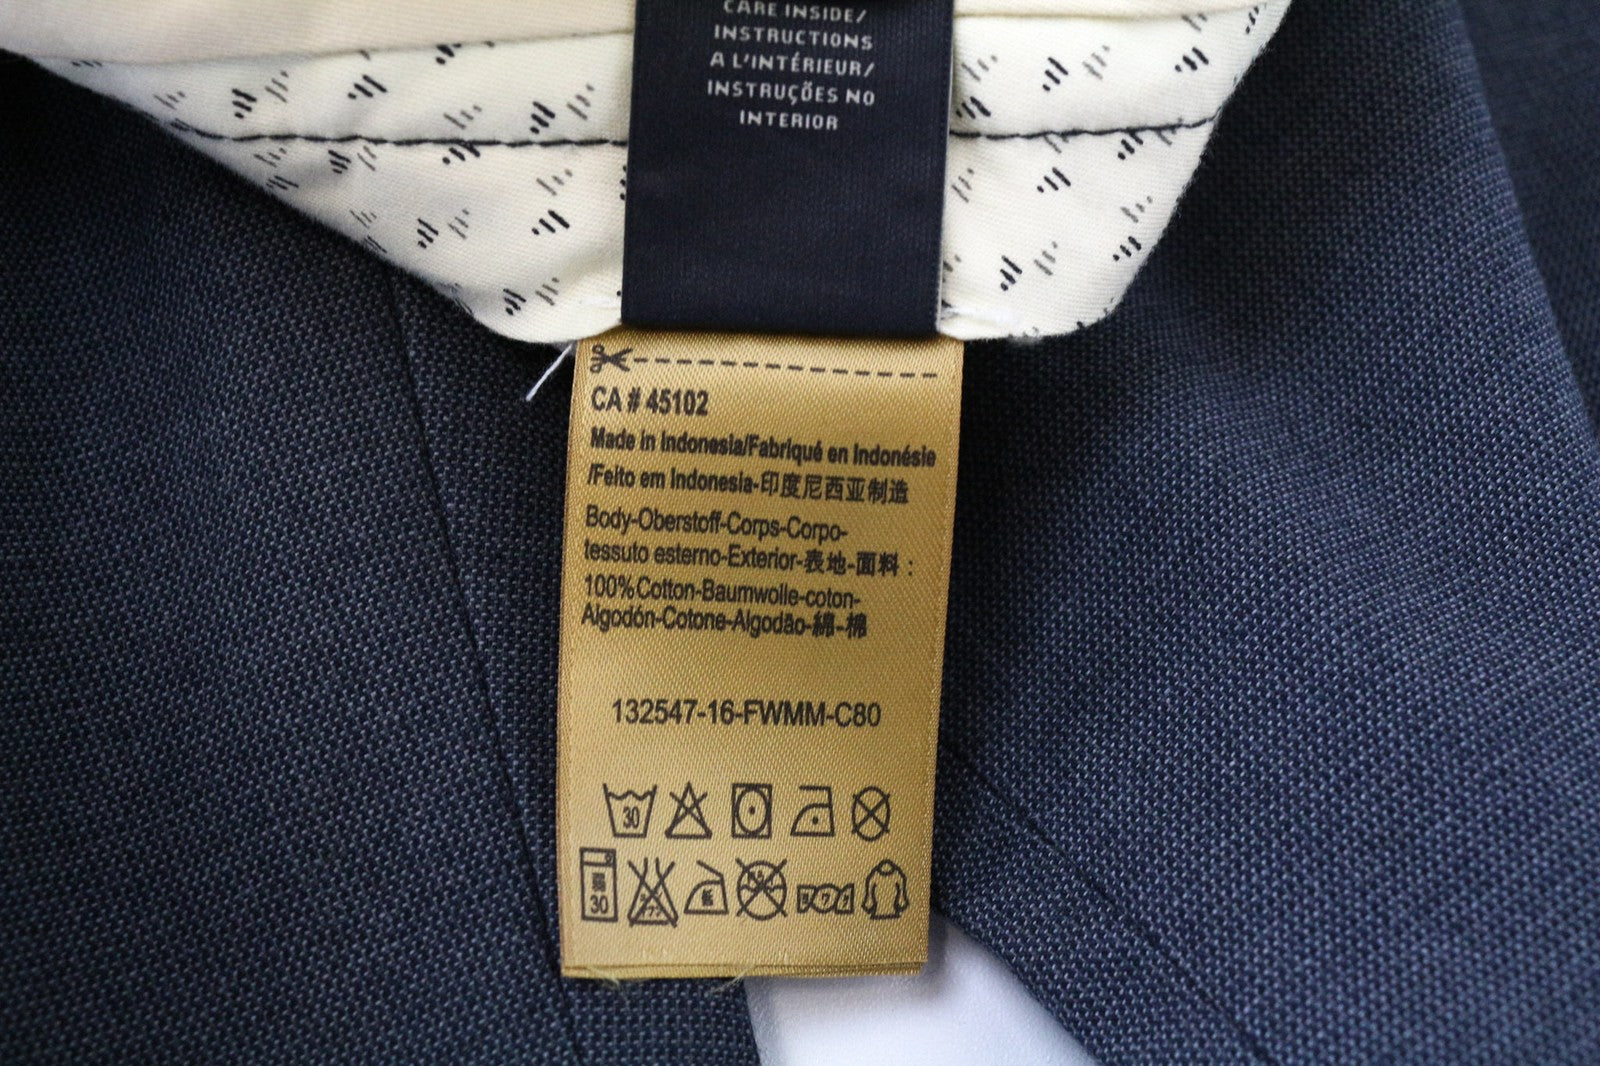 CARE INSIDE/
INSTRUCTIONS
A L'INTÉRIEUR/
INSTRUÇÕES NO
INTERIOR
CA # 45102
Made in Indonesia/Fabriqué en Indonésie
/Feito em Indonesia-印度尼西亚制造
Body-Oberstoff-Corps-Corpo-
tessuto esterno-Exterior-表地-面料：
100%Cotton-Baumwolle-coton-
Algodón-Cotone-Algodão-綿-棉
132547-16-FWMM-C80
30
30